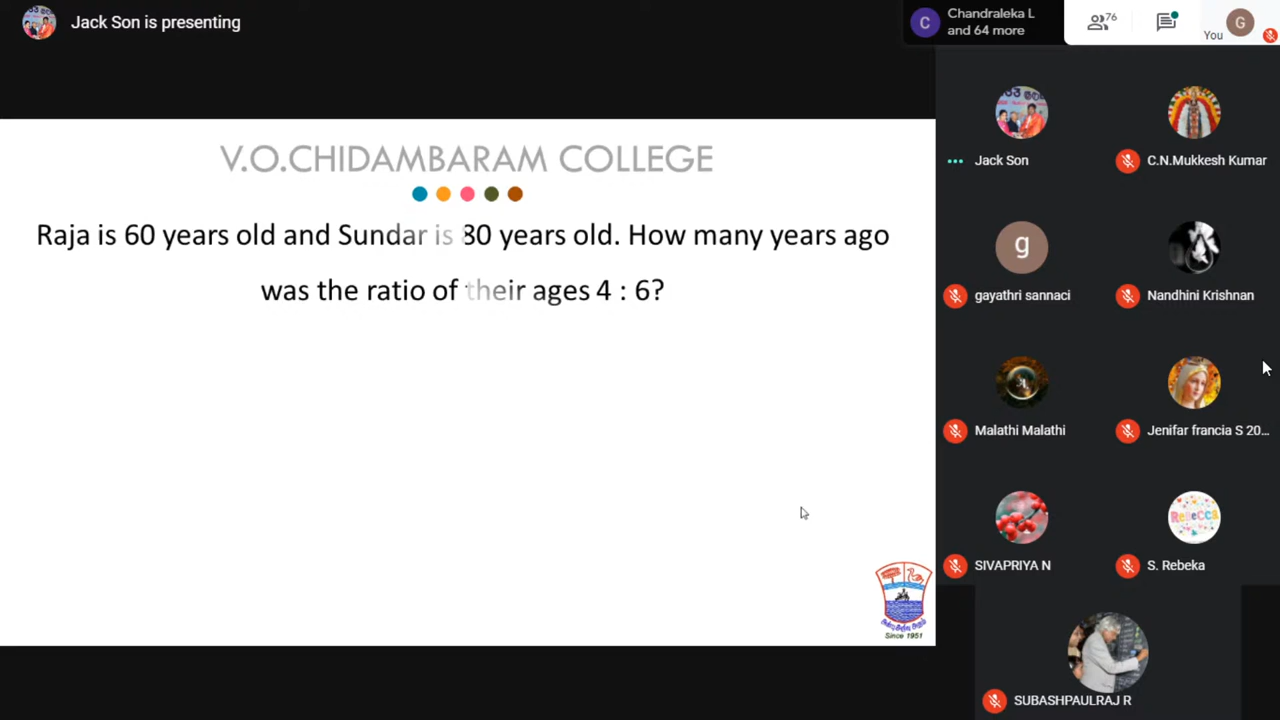 Jack Son is presenting
C
Chandraleka L
and 64 more
76
You
G
V.O.CHIDAMBARAM COLLEGE
Raja is 60 years old and Sundar is 80 years old. How many years ago
was the ratio of their ages 4 : 6?
Since 1951
Jack Son
C.N.Mukkesh Kumar
g
gayathri sannaci
Nandhini Krishnan
Malathi Malathi
Jenifar francia S 20...
ReBeCCa
SIVAPRIYA N
S. Rebeka
SUBASHPAULRAJ R